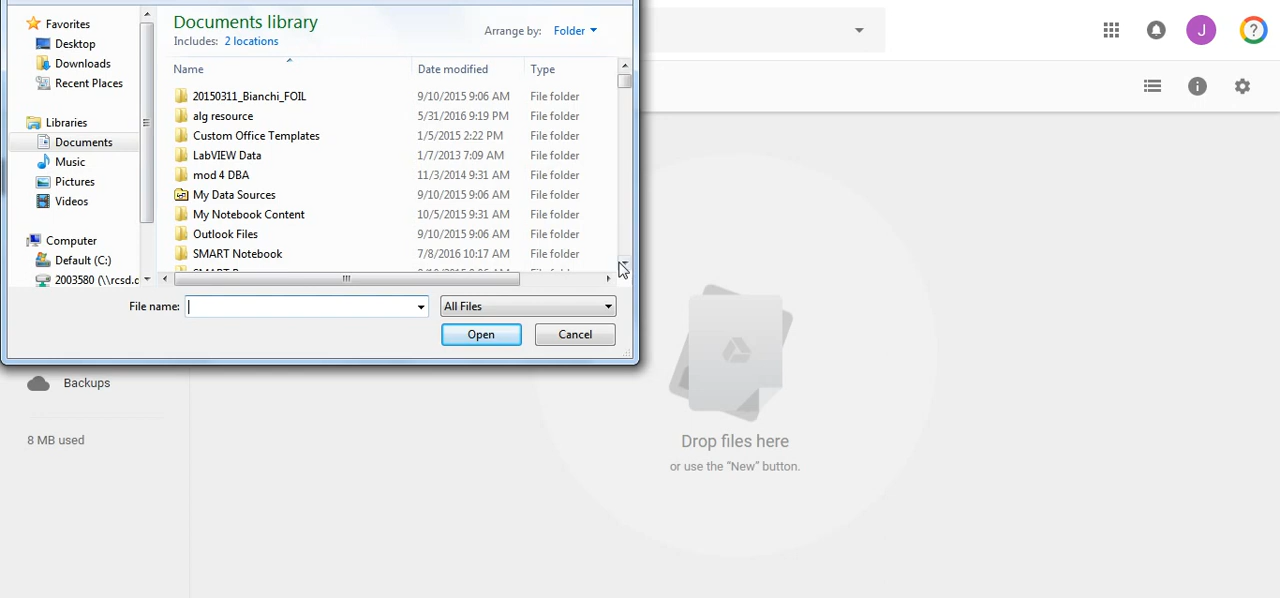 Favorites
Desktop
Downloads
Recent Places
Libraries
Documents
Music
Pictures
Videos
Computer
Default (C:)
2003580 (\\rcsd.c
Documents library
Includes: 2 locations
Arrange by: Folder
Name Date modified Type
20150311_Bianchi_FOIL 9/10/2015 9:06 AM File folder
alg resource 5/31/2016 9:19 PM File folder
Custom Office Templates 1/5/2015 2:22 PM File folder
LabVIEW Data 1/7/2013 7:09 AM File folder
mod 4 DBA 11/3/2014 9:31 AM File folder
My Data Sources 9/10/2015 9:06 AM File folder
My Notebook Content 10/5/2015 9:31 AM File folder
Outlook Files 9/10/2015 9:06 AM File folder
SMART Notebook 7/8/2016 10:17 AM File folder
File name: All Files
Open Cancel
J
?
Backups
8 MB used
Drop files here
or use the “New” button.